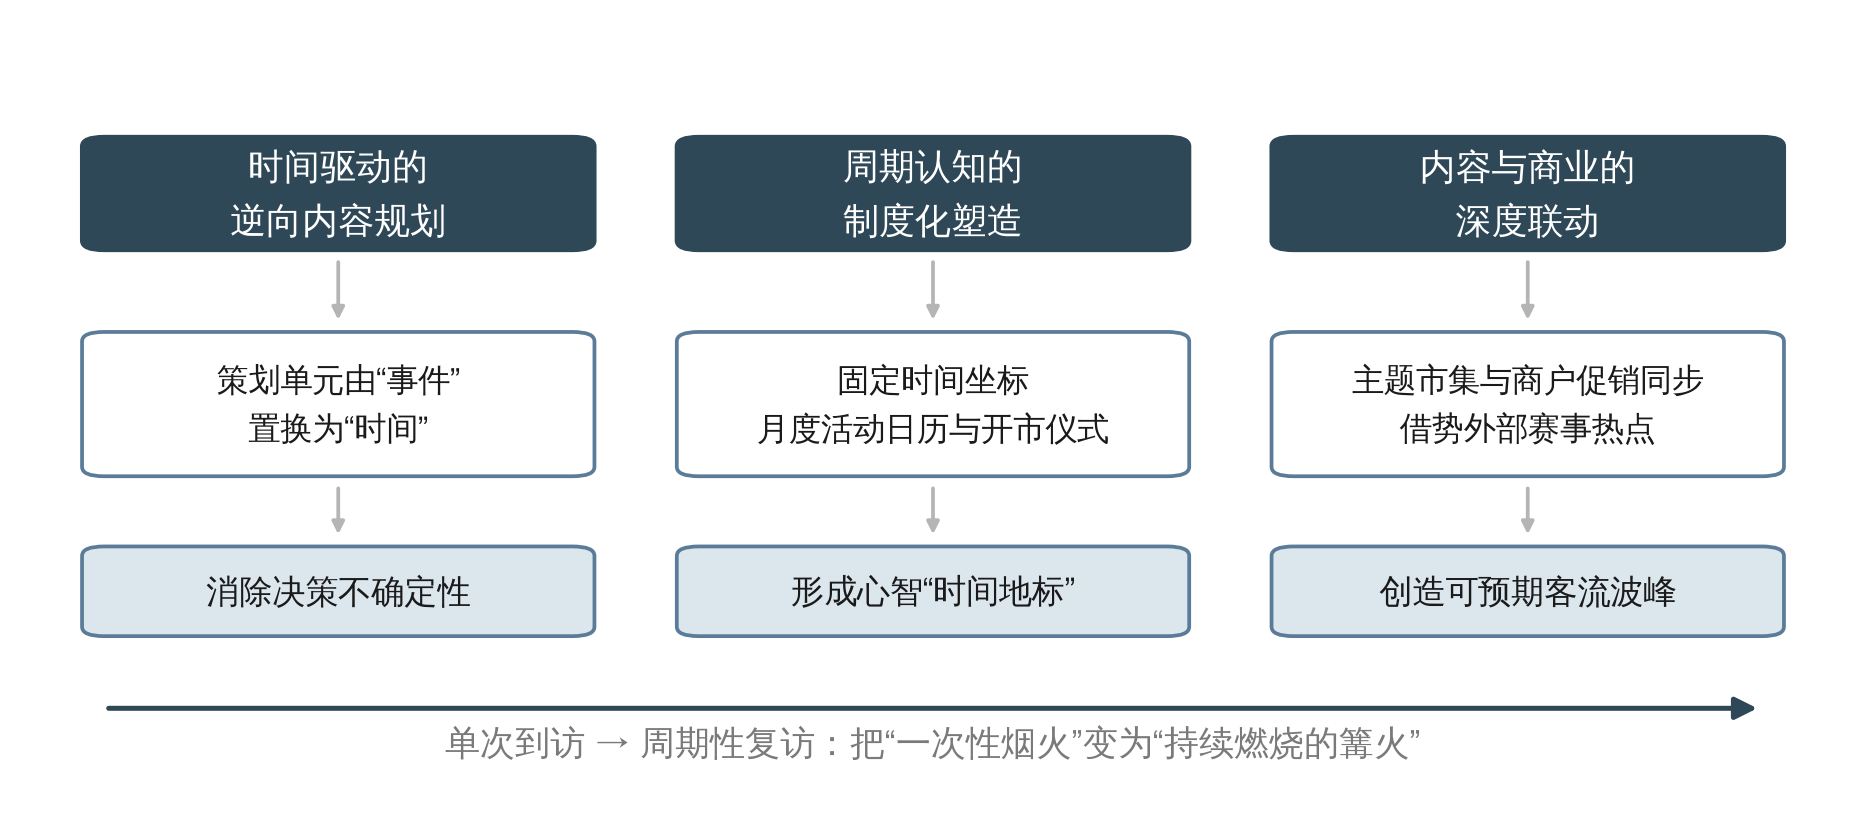 时间驱动的
逆向内容规划
周期认知的
制度化塑造
内容与商业的
深度联动
策划单元由“事件”
置换为“时间”
固定时间坐标
月度活动日历与开市仪式
主题市集与商户促销同步
借势外部赛事热点
消除决策不确定性
形成心智“时间地标”
创造可预期客流波峰
单次到访 → 周期性复访：把“一次性烟火”变为“持续燃烧的篝火”